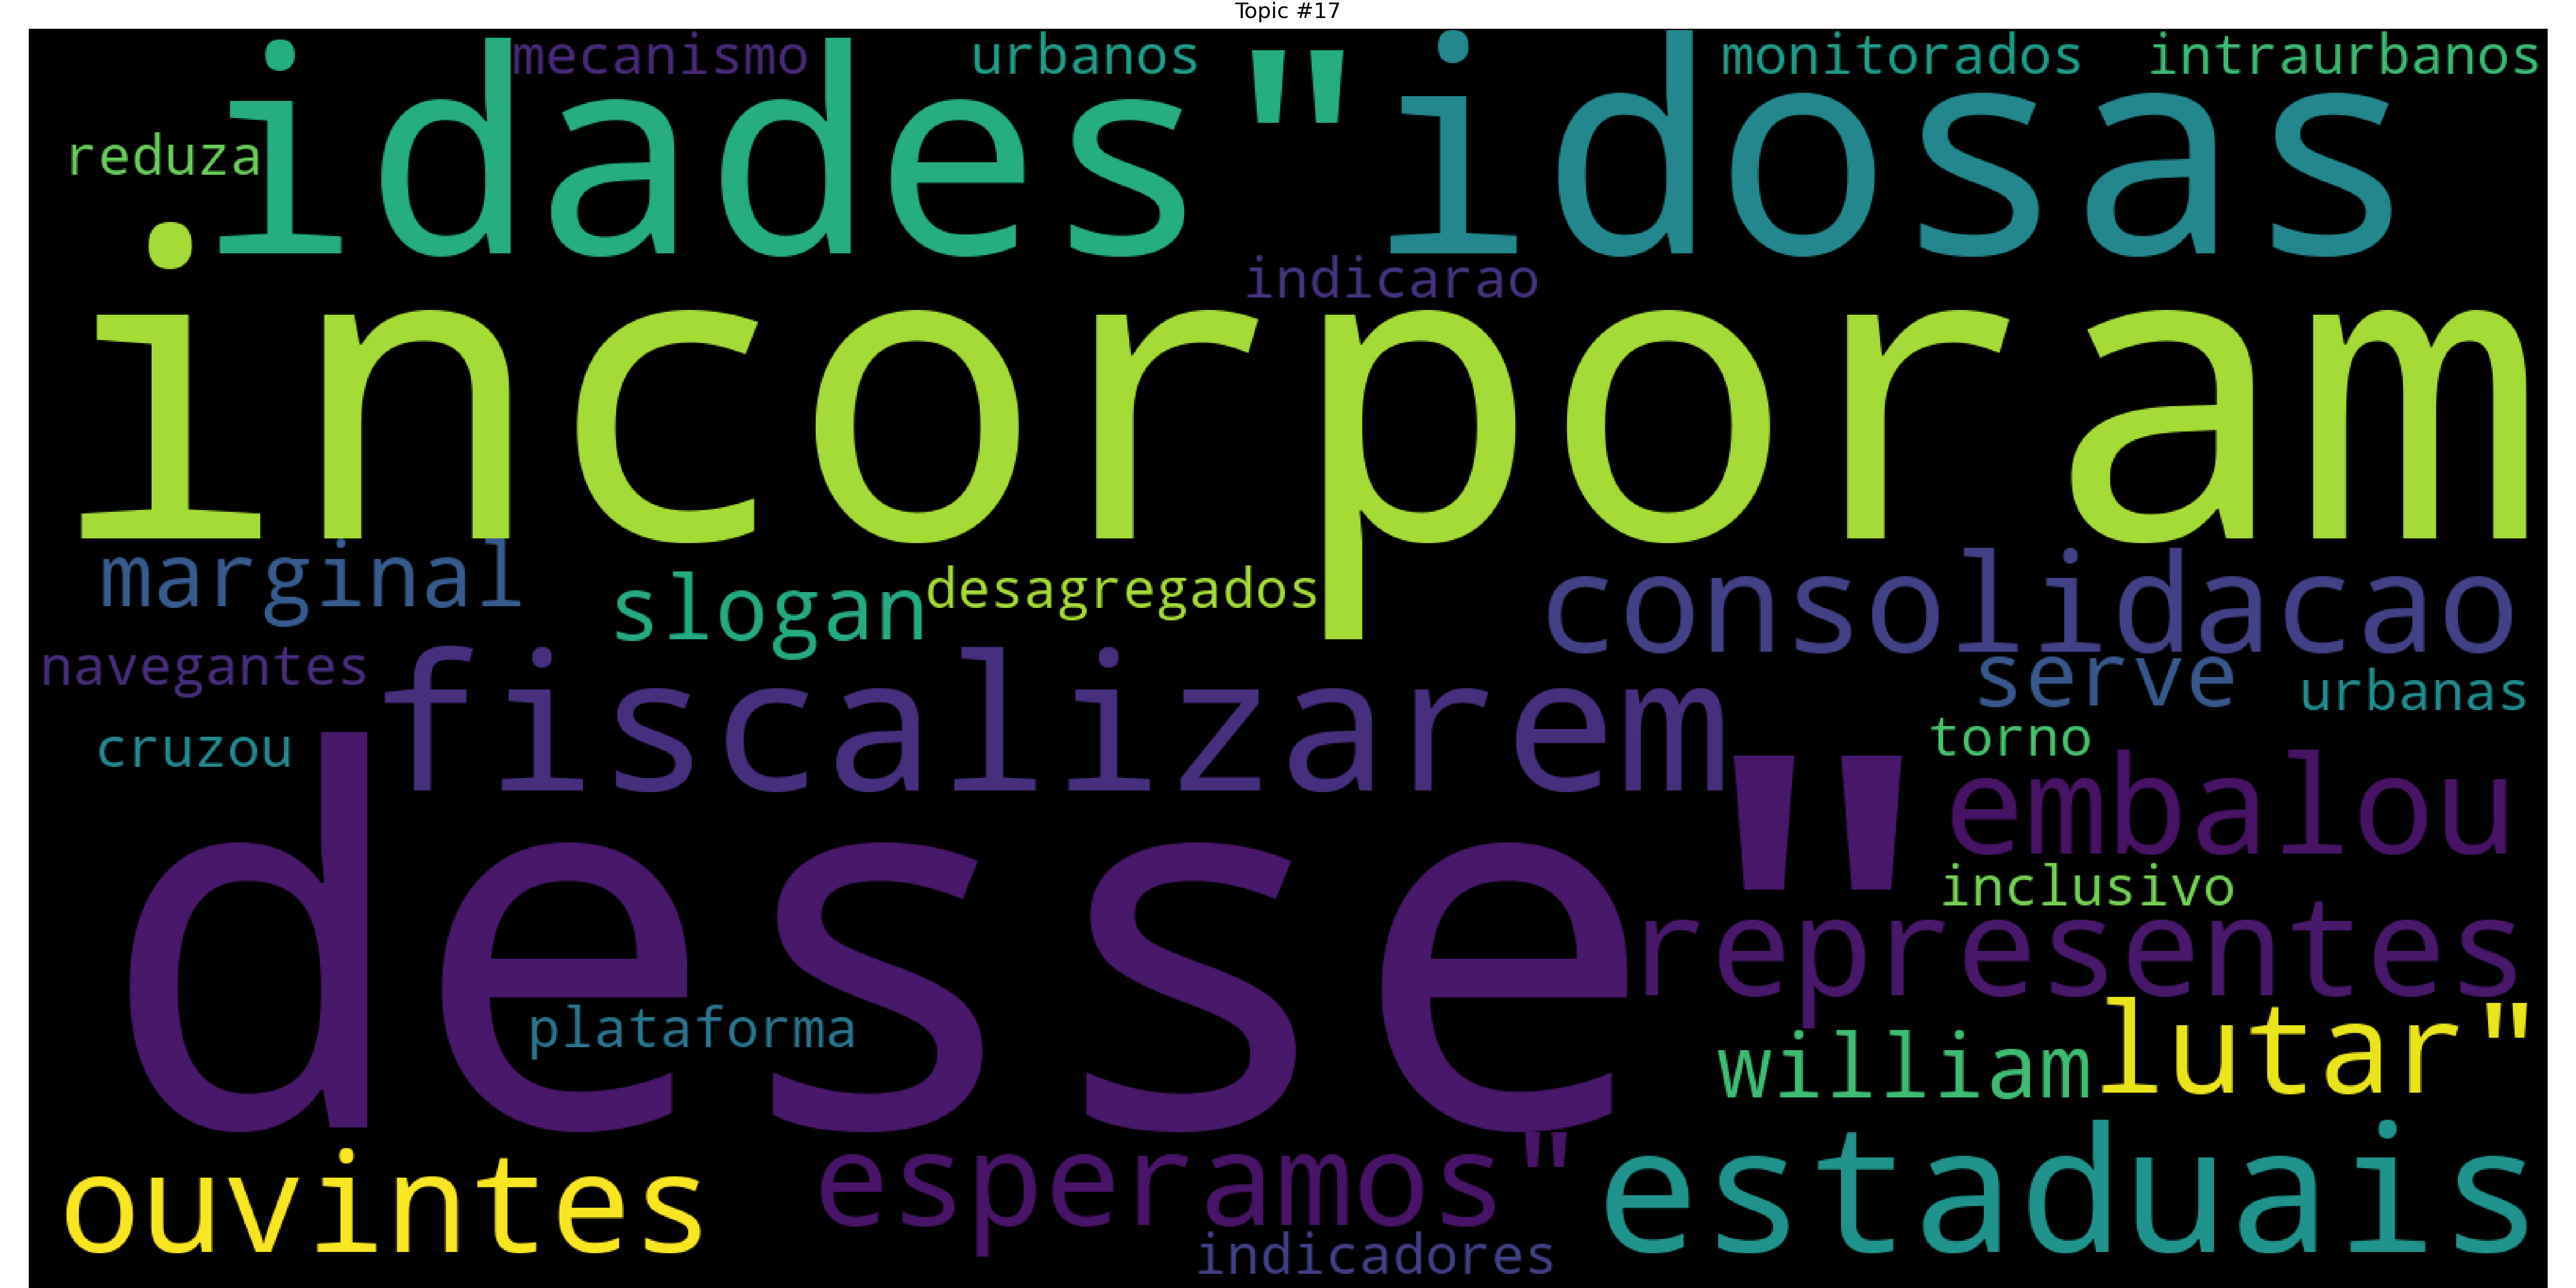 Topic #17
mecanismo urbanos monitorados intraurbanos
reduza idades" idosas
indicarao
incorporam
marginal slogan desagregados consolidacao
navegantes fiscalizarem serve urbanas
cruzou torno
embalou
desse" inclusivo
representes
plataforma william lutar"
ouvintes esperamos" estaduais
indicadores